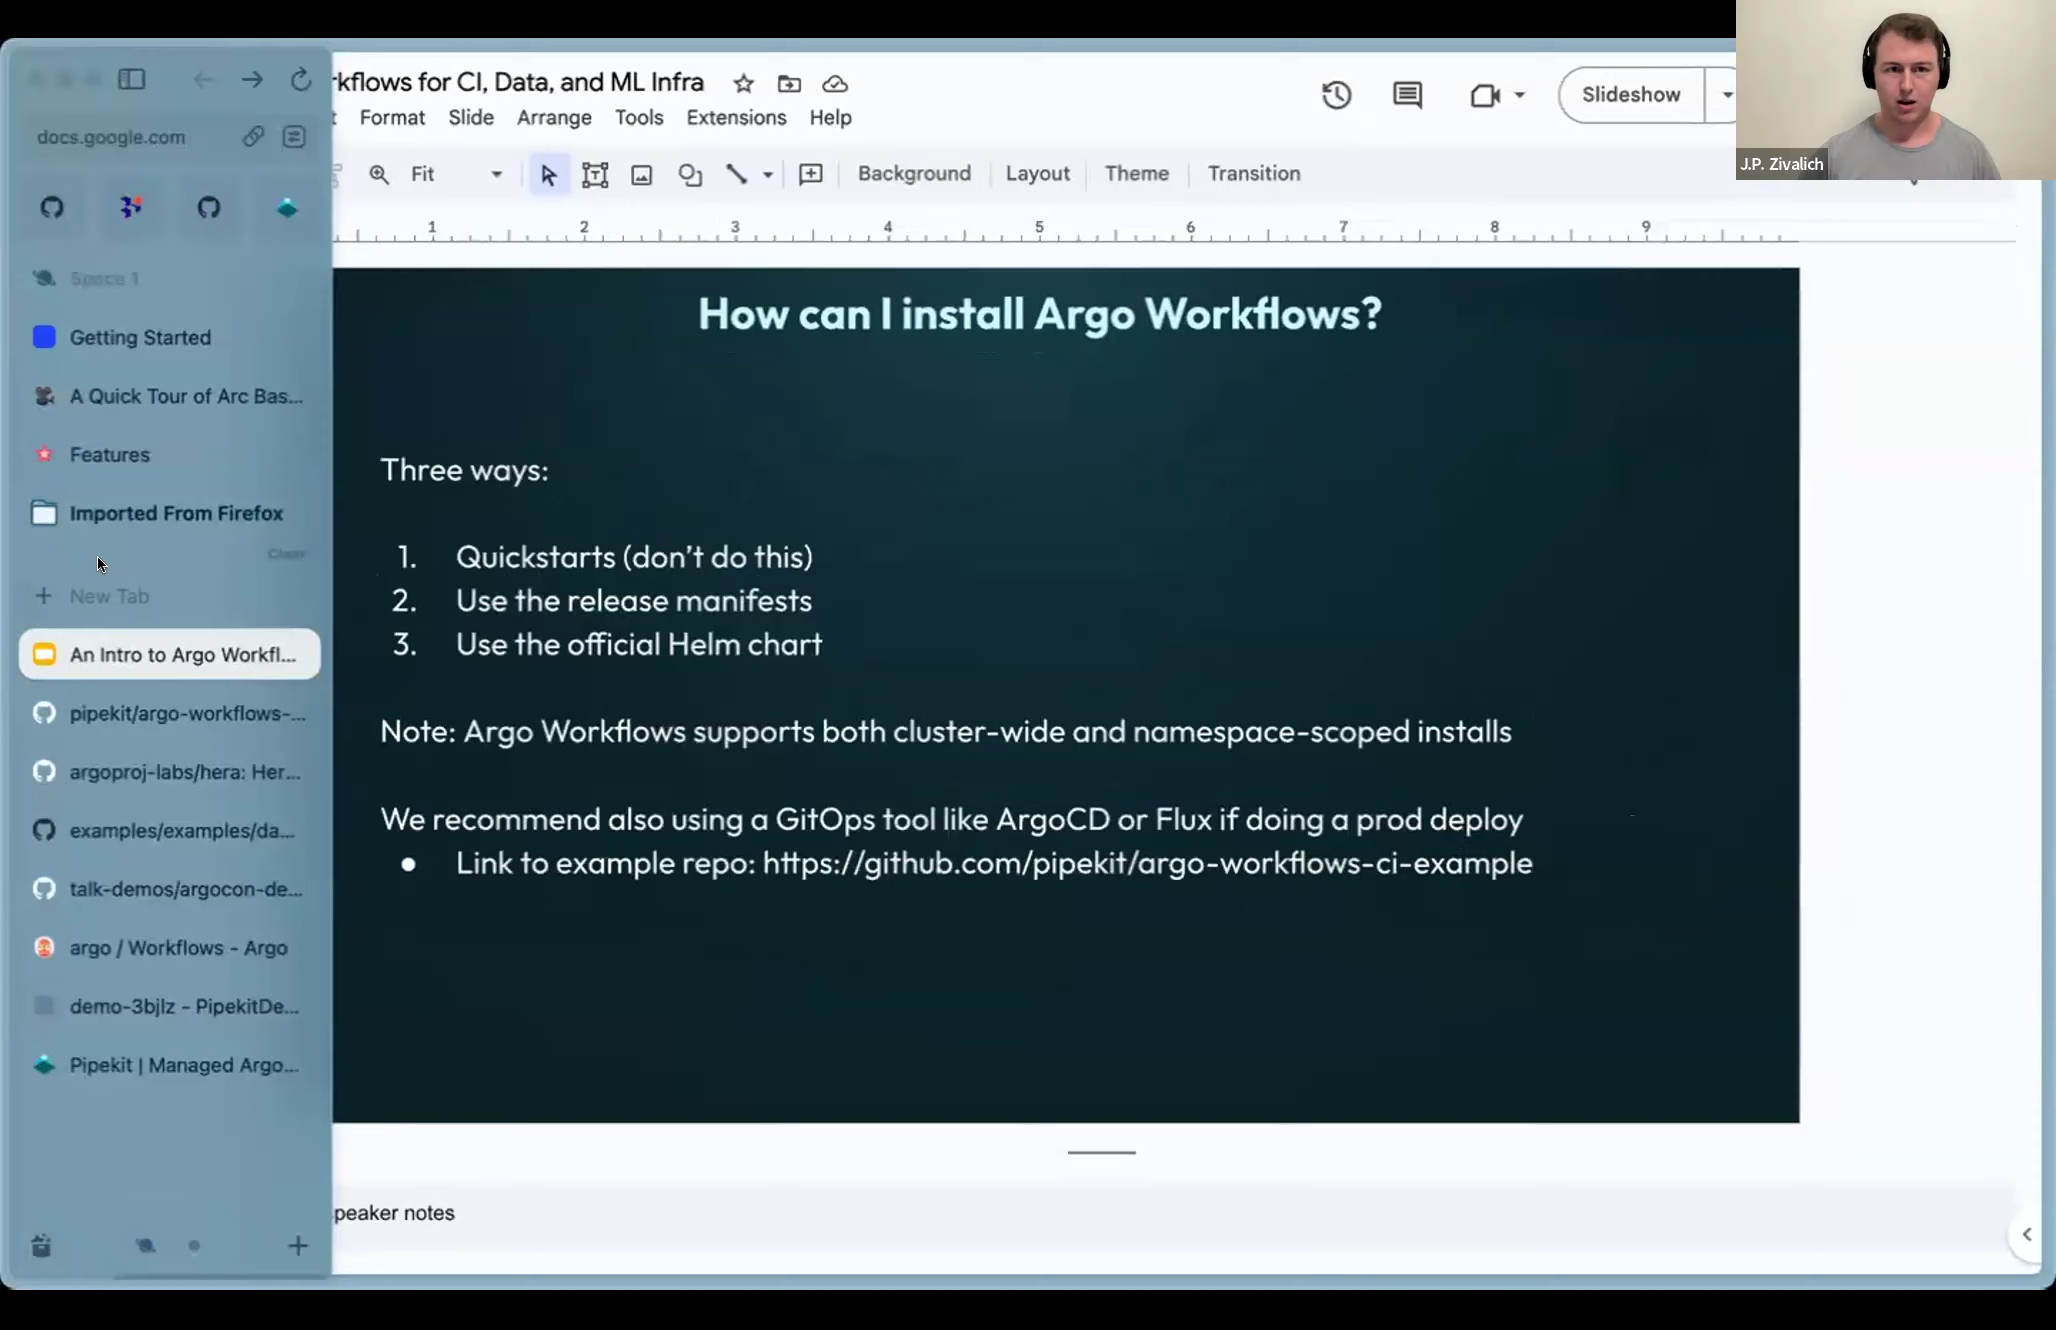 rkflows for CI, Data, and ML Infra
Format Slide Arrange Tools Extensions Help
Slideshow
J.P. Zivalich
docs.google.com
Fit
Background Layout Theme Transition
1 2 3 4 5 6 7 8 9
Space 1
Getting Started
A Quick Tour of Arc Bas...
Features
Imported From Firefox
Clear
New Tab
An Intro to Argo Workfl...
pipekit/argo-workflows-...
argoproj-labs/hera: Her...
examples/examples/da...
talk-demos/argocon-de...
argo / Workflows - Argo
demo-3bjlz - PipekitDe...
Pipekit | Managed Argo...
How can I install Argo Workflows?
Three ways:
1. Quickstarts (don't do this)
2. Use the release manifests
3. Use the official Helm chart
Note: Argo Workflows supports both cluster-wide and namespace-scoped installs
We recommend also using a GitOps tool like ArgoCD or Flux if doing a prod deploy
● Link to example repo: https://github.com/pipekit/argo-workflows-ci-example
peaker notes